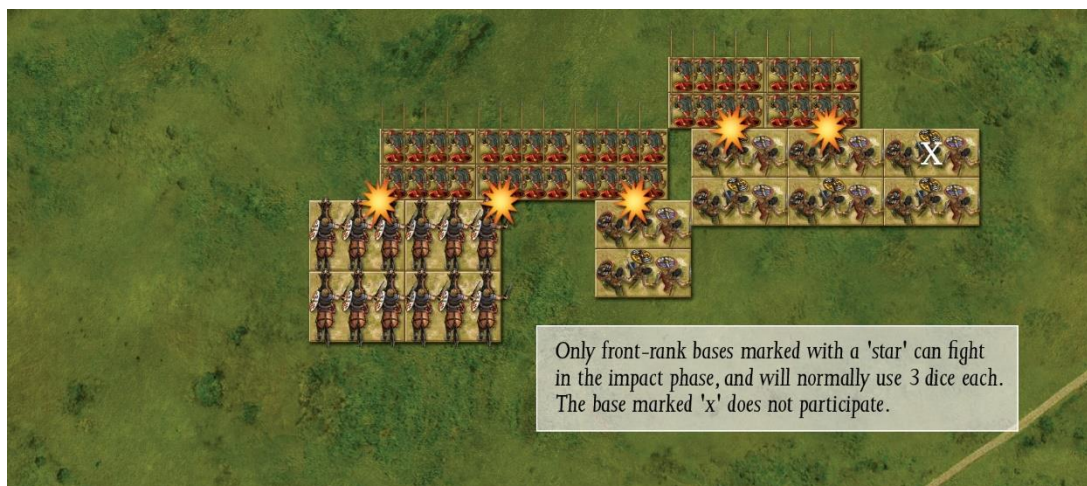 X
Only front-rank bases marked with a 'star' can fight
in the impact phase, and will normally use 3 dice each.
The base marked 'x' does not participate.